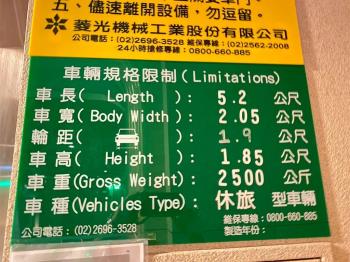 五、儘速離開設備，勿逗留。
菱光機械工業股份有限公司
公司電話：(02)2696-3528 維保專線：(02)2562-2008
24小時搶修專線：0800-660-885
車輛規格限制(Limitations)
車長( Length ): 5.2 公尺
車寬(Body Width): 2.05 公尺
輪距( ): 1.9 公尺
車高( Height ): 1.85 公尺
車重(Gross Weight): 2500 公斤
車種(Vehicles Type): 休旅 型車輛
維保專線：0800-660-885
公司電話：(02)2696-3528 製造年份：